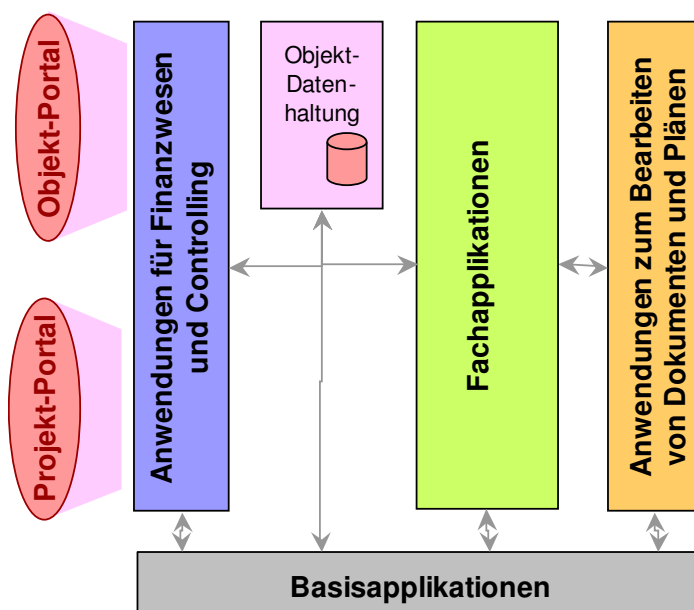 Objekt-Portal
Projekt-Portal
Anwendungen für Finanzwesen
und Controlling
Objekt-
Daten-
haltung
Fachapplikationen
Anwendungen zum Bearbeiten
von Dokumenten und Plänen
Basisapplikationen